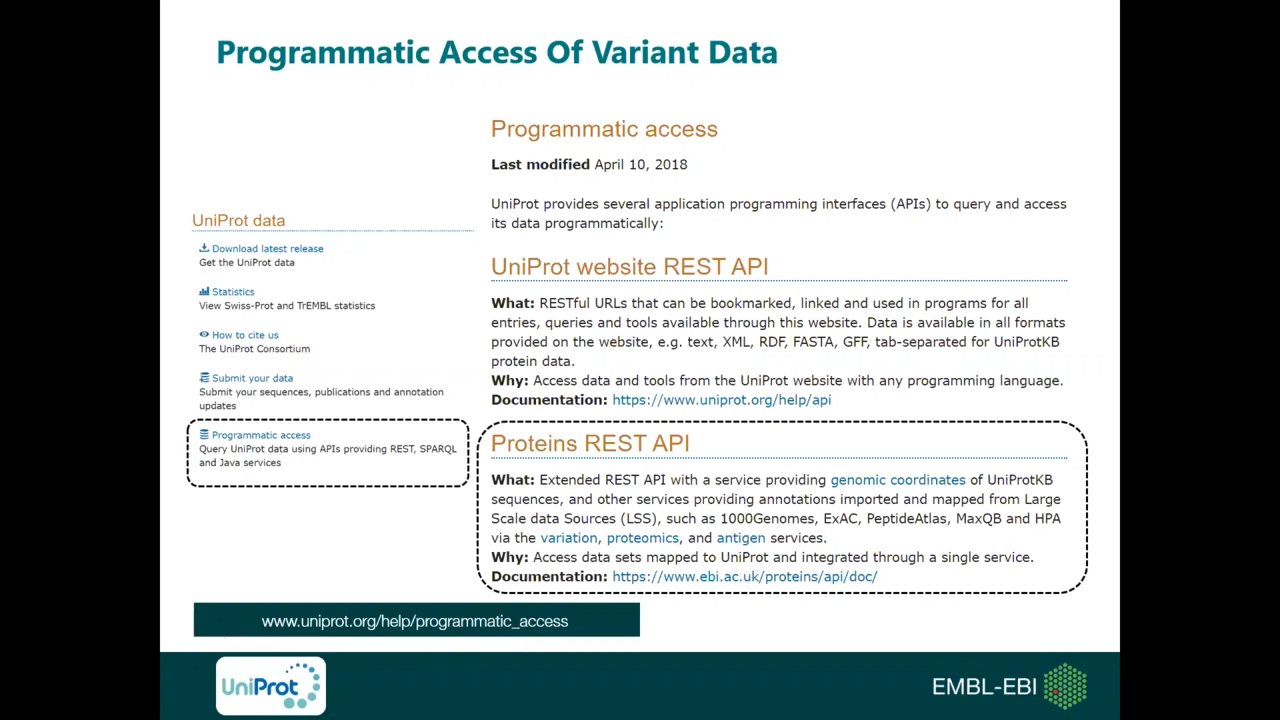 Programmatic Access Of Variant Data
UniProt data
Download latest release
Get the UniProt data
Statistics
View Swiss-Prot and TrEMBL statistics
How to cite us
The UniProt Consortium
Submit your data
Submit your sequences, publications and annotation
updates
Programmatic access
Query UniProt data using APIs providing REST, SPARQL
and Java services
Programmatic access
Last modified April 10, 2018
UniProt provides several application programming interfaces (APIs) to query and access
its data programmatically:
UniProt website REST API
What: RESTful URLs that can be bookmarked, linked and used in programs for all
entries, queries and tools available through this website. Data is available in all formats
provided on the website, e.g. text, XML, RDF, FASTA, GFF, tab-separated for UniProtKB
protein data.
Why: Access data and tools from the UniProt website with any programming language.
Documentation: https://www.uniprot.org/help/api
Proteins REST API
What: Extended REST API with a service providing genomic coordinates of UniProtKB
sequences, and other services providing annotations imported and mapped from Large
Scale data Sources (LSS), such as 1000Genomes, ExAC, PeptideAtlas, MaxQB and HPA
via the variation, proteomics, and antigen services.
Why: Access data sets mapped to UniProt and integrated through a single service.
Documentation: https://www.ebi.ac.uk/proteins/api/doc/
www.uniprot.org/help/programmatic_access
UniProt
EMBL-EBI